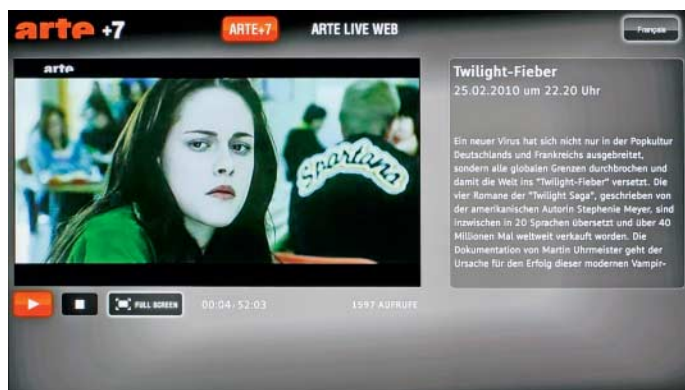 arte +7
ARTE+7
ARTE LIVE WEB
Français
arte
Spartans
Twilight-Fieber
25.02.2010 um 22.20 Uhr
Ein neuer Virus hat sich nicht nur in der Popkultur
Deutschlands und Frankreichs ausgebreitet,
sondern alle globalen Grenzen durchbrochen und
damit die Welt ins "Twilight-Fieber" versetzt. Die
vier Romane der "Twilight Saga", geschrieben von
der amerikanischen Autorin Stephenie Meyer, sind
inzwischen in 20 Sprachen übersetzt und über 40
Millionen Mal weltweit verkauft worden. Die
Dokumentation von Martin Uhrmeister geht der
Ursache für den Erfolg dieser modernen Vampir-
FULL SCREEN
00:04-52:03
1597 AUFRUFE